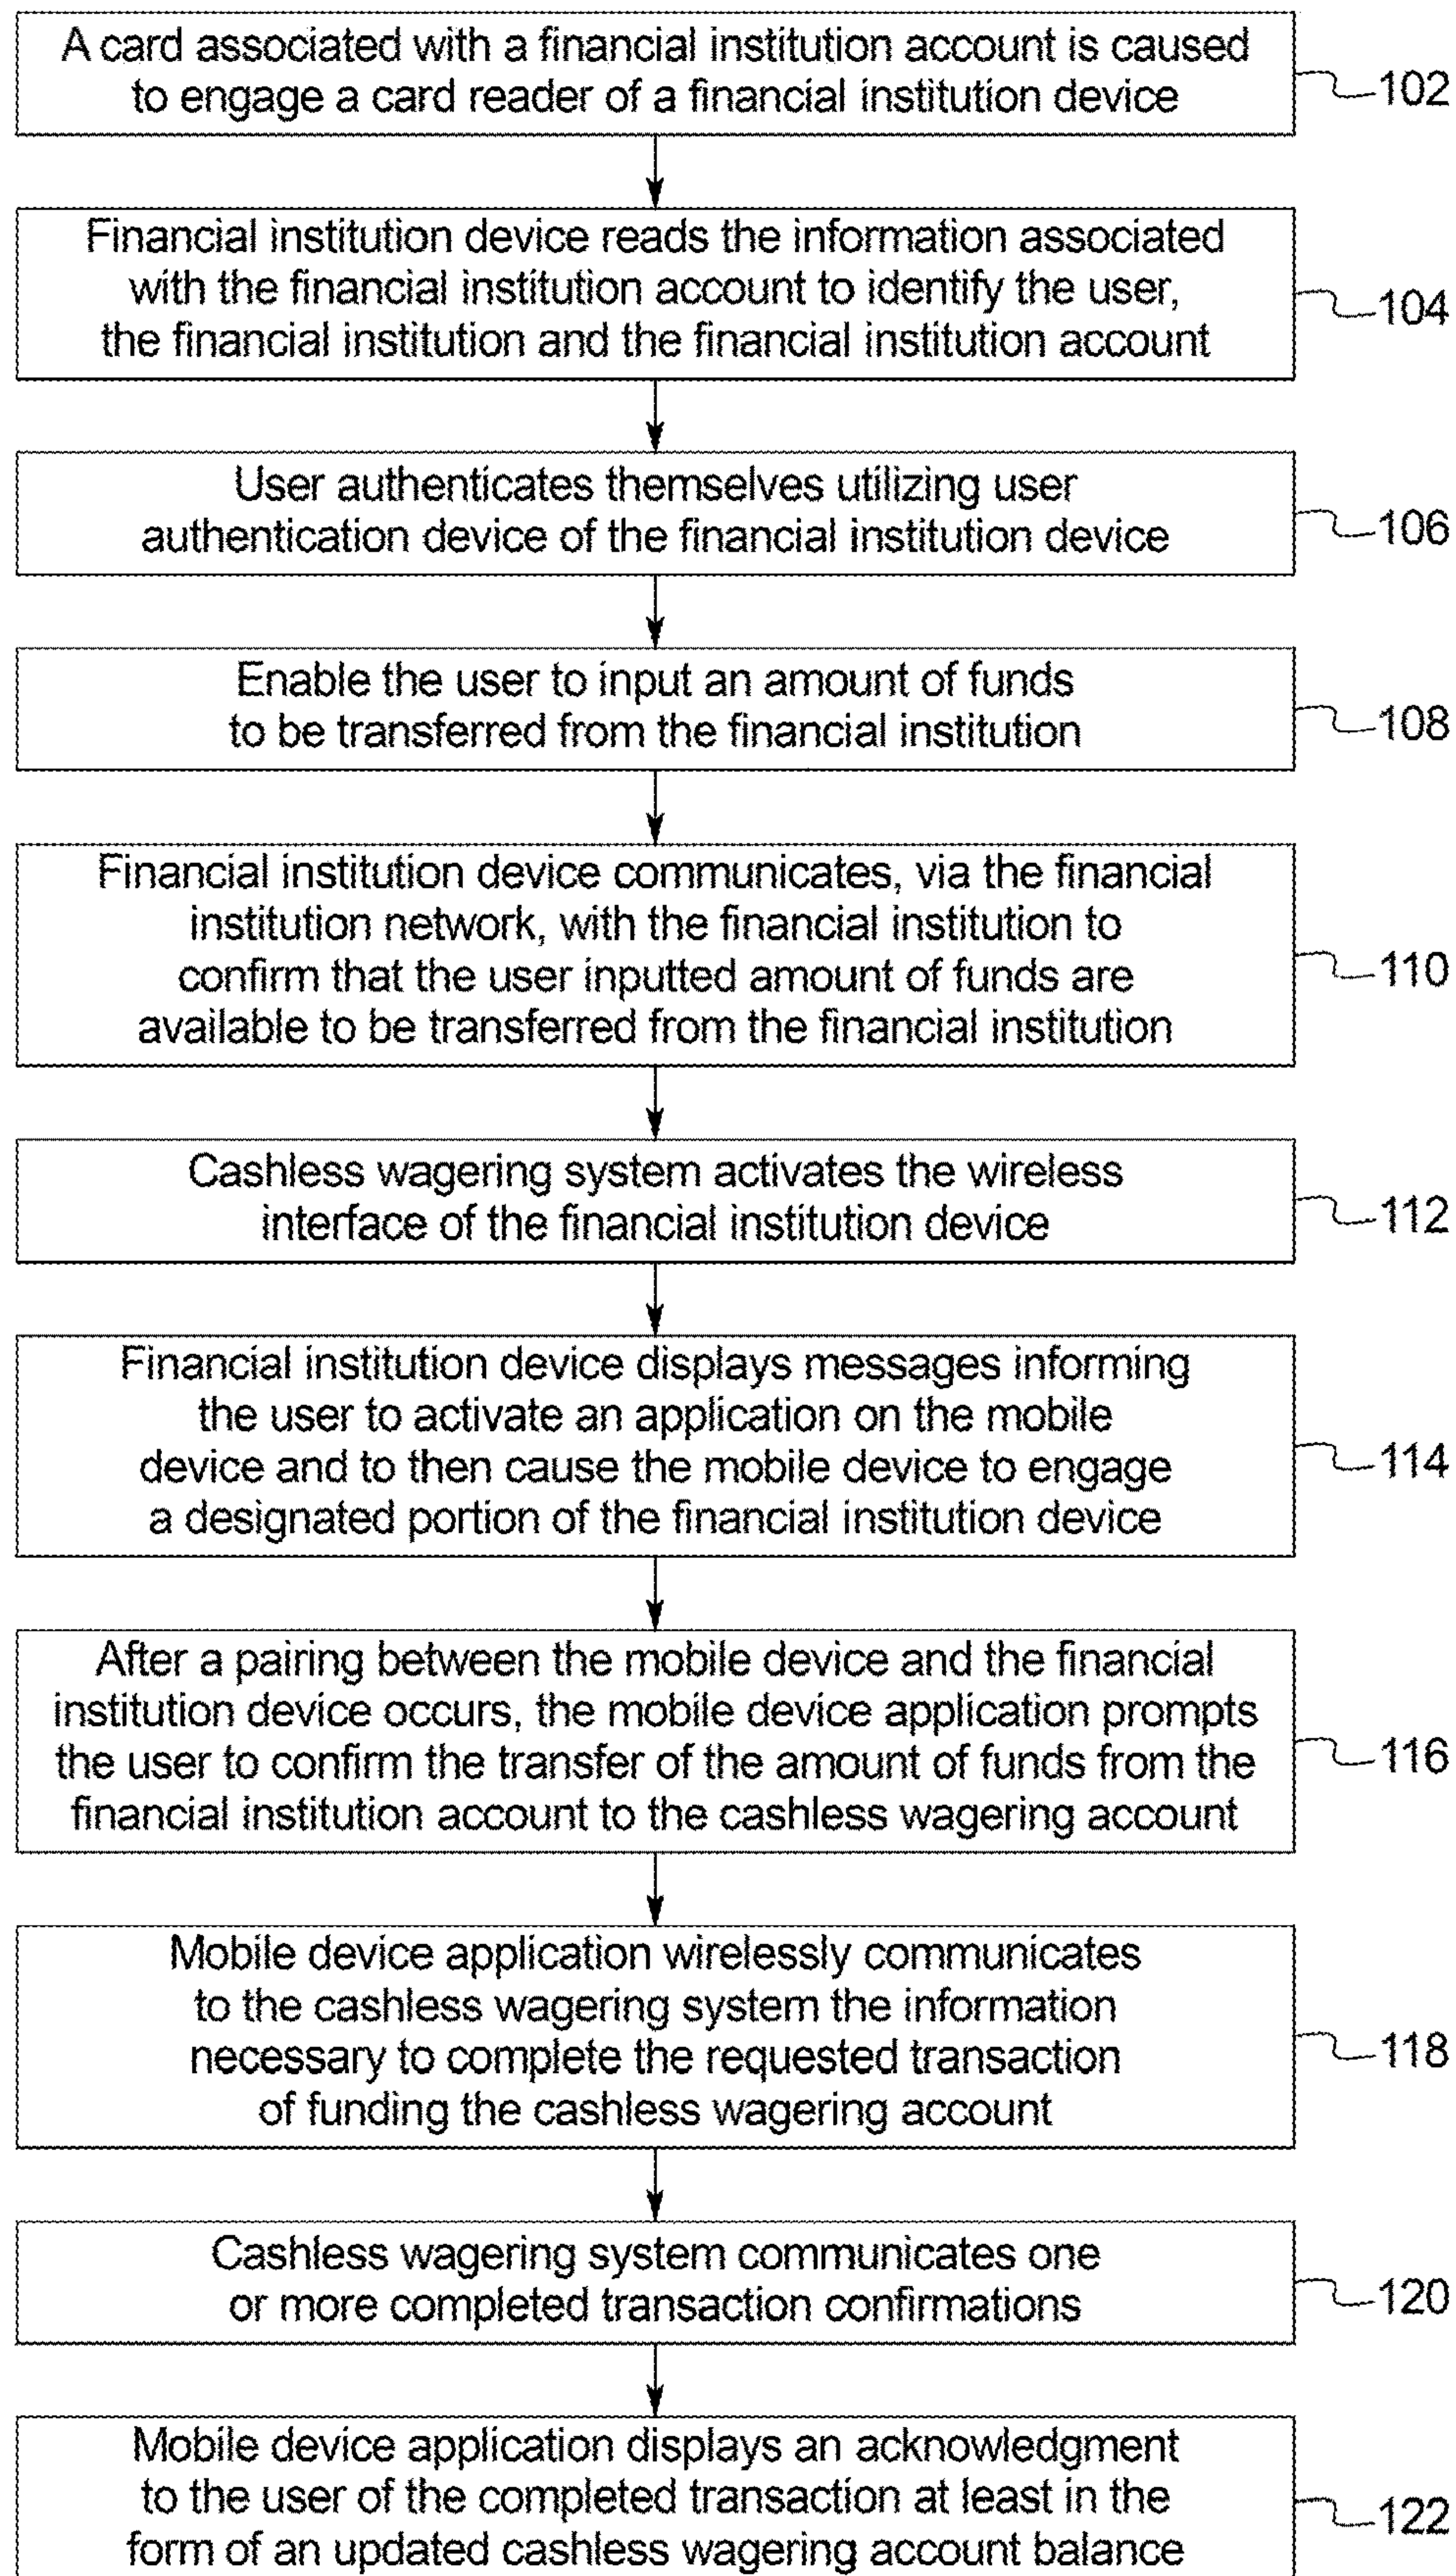 A card associated with a financial institution account is caused
to engage a card reader of a financial institution device
102
Financial institution device reads the information associated
with the financial institution account to identify the user,
the financial institution and the financial institution account
104
User authenticates themselves utilizing user
authentication device of the financial institution device
106
Enable the user to input an amount of funds
to be transferred from the financial institution
108
Financial institution device communicates, via the financial
institution network, with the financial institution to
confirm that the user inputted amount of funds are
available to be transferred from the financial institution
110
Cashless wagering system activates the wireless
interface of the financial institution device
112
Financial institution device displays messages informing
the user to activate an application on the mobile
device and to then cause the mobile device to engage
a designated portion of the financial institution device
114
After a pairing between the mobile device and the financial
institution device occurs, the mobile device application prompts
the user to confirm the transfer of the amount of funds from the
financial institution account to the cashless wagering account
116
Mobile device application wirelessly communicates
to the cashless wagering system the information
necessary to complete the requested transaction
of funding the cashless wagering account
118
Cashless wagering system communicates one
or more completed transaction confirmations
120
Mobile device application displays an acknowledgment
to the user of the completed transaction at least in the
form of an updated cashless wagering account balance
122